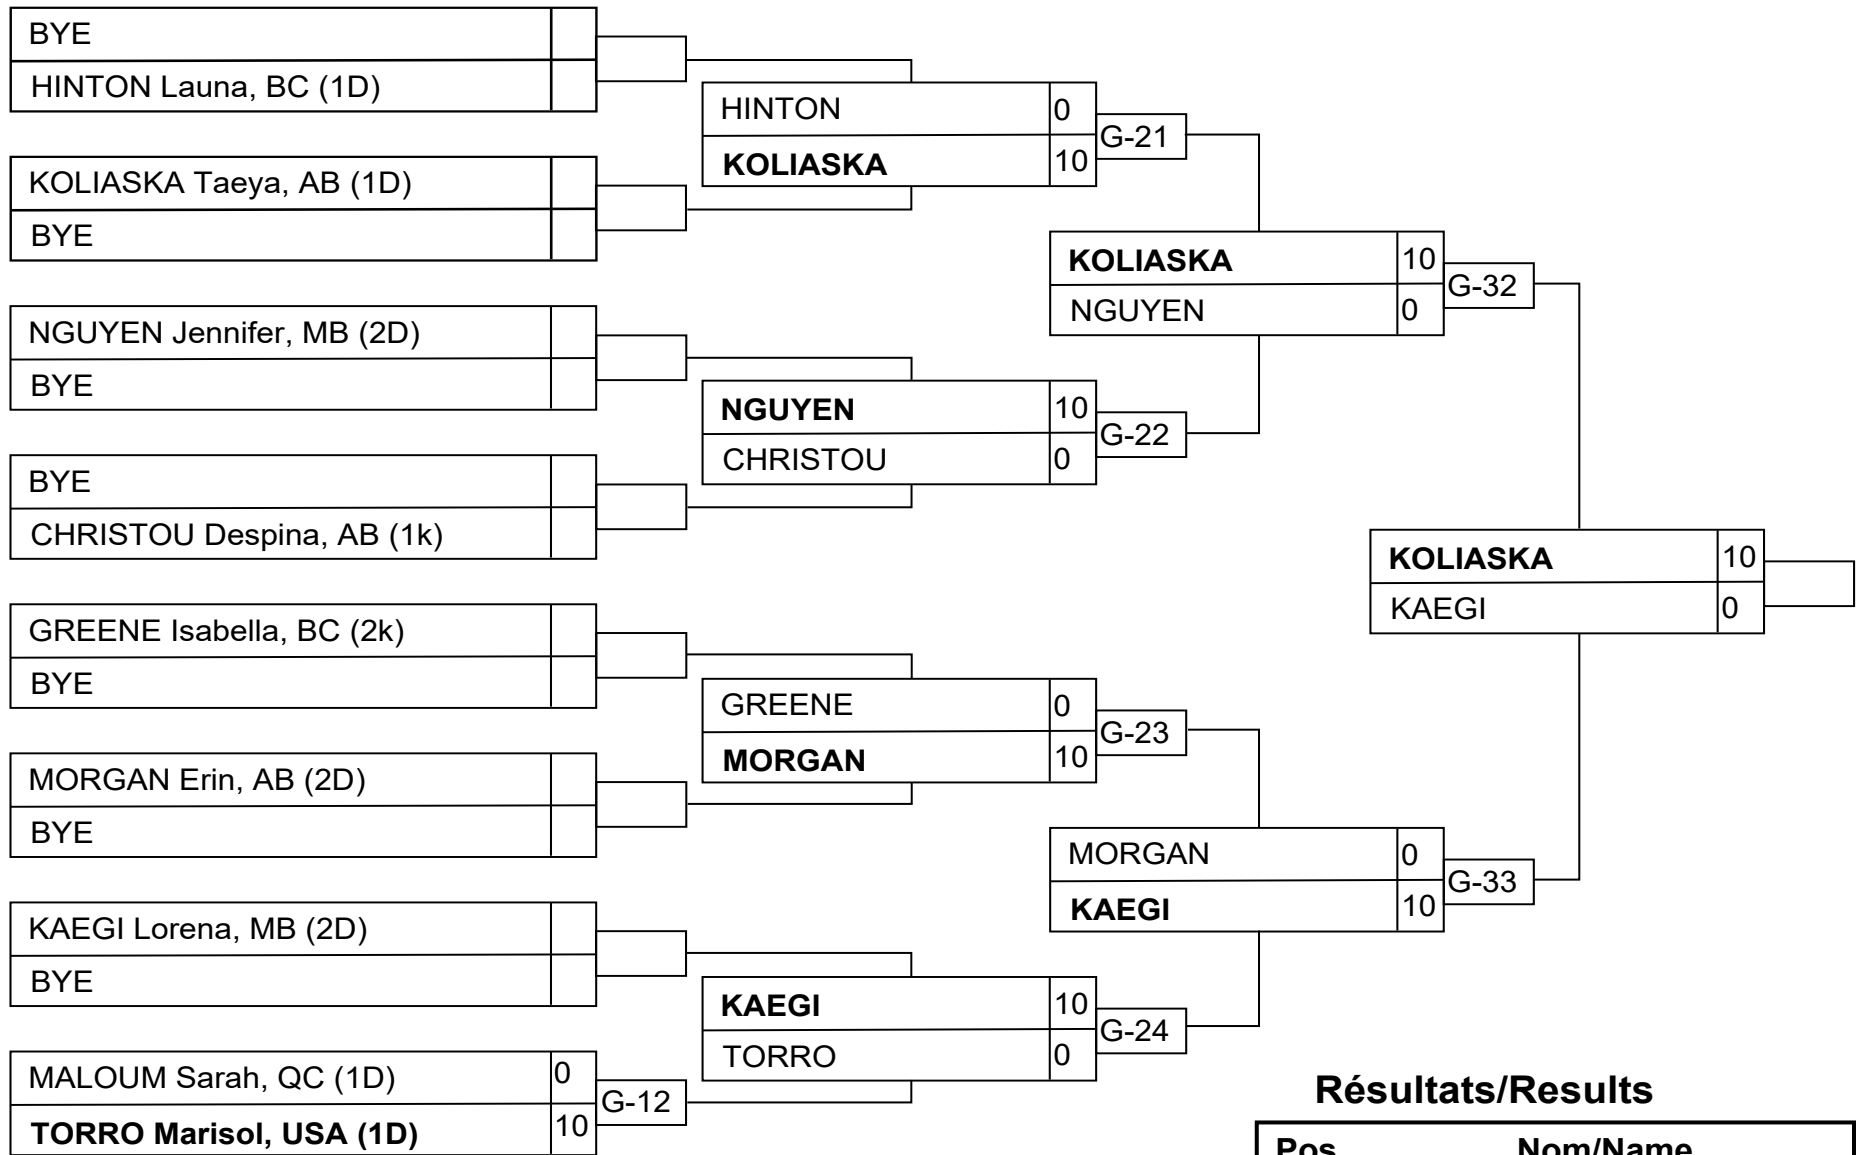 BYE
HINTON Launa, BC (1D)
KOLIASKA Taeya, AB (1D)
BYE
NGUYEN Jennifer, MB (2D)
BYE
BYE
CHRISTOU Despina, AB (1k)
GREENE Isabella, BC (2k)
BYE
MORGAN Erin, AB (2D)
BYE
KAEGI Lorena, MB (2D)
BYE
MALOUM Sarah, QC (1D) 0
TORRO Marisol, USA (1D) 10
G-12
HINTON 0
KOLIASKA 10
G-21
NGUYEN 10
CHRISTOU 0
G-22
GREENE 0
MORGAN 10
G-23
KAEGI 10
TORRO 0
G-24
KOLIASKA 10
NGUYEN 0
G-32
MORGAN 0
KAEGI 10
G-33
KOLIASKA 10
KAEGI 0
Résultats/Results
Pos Nom/Name